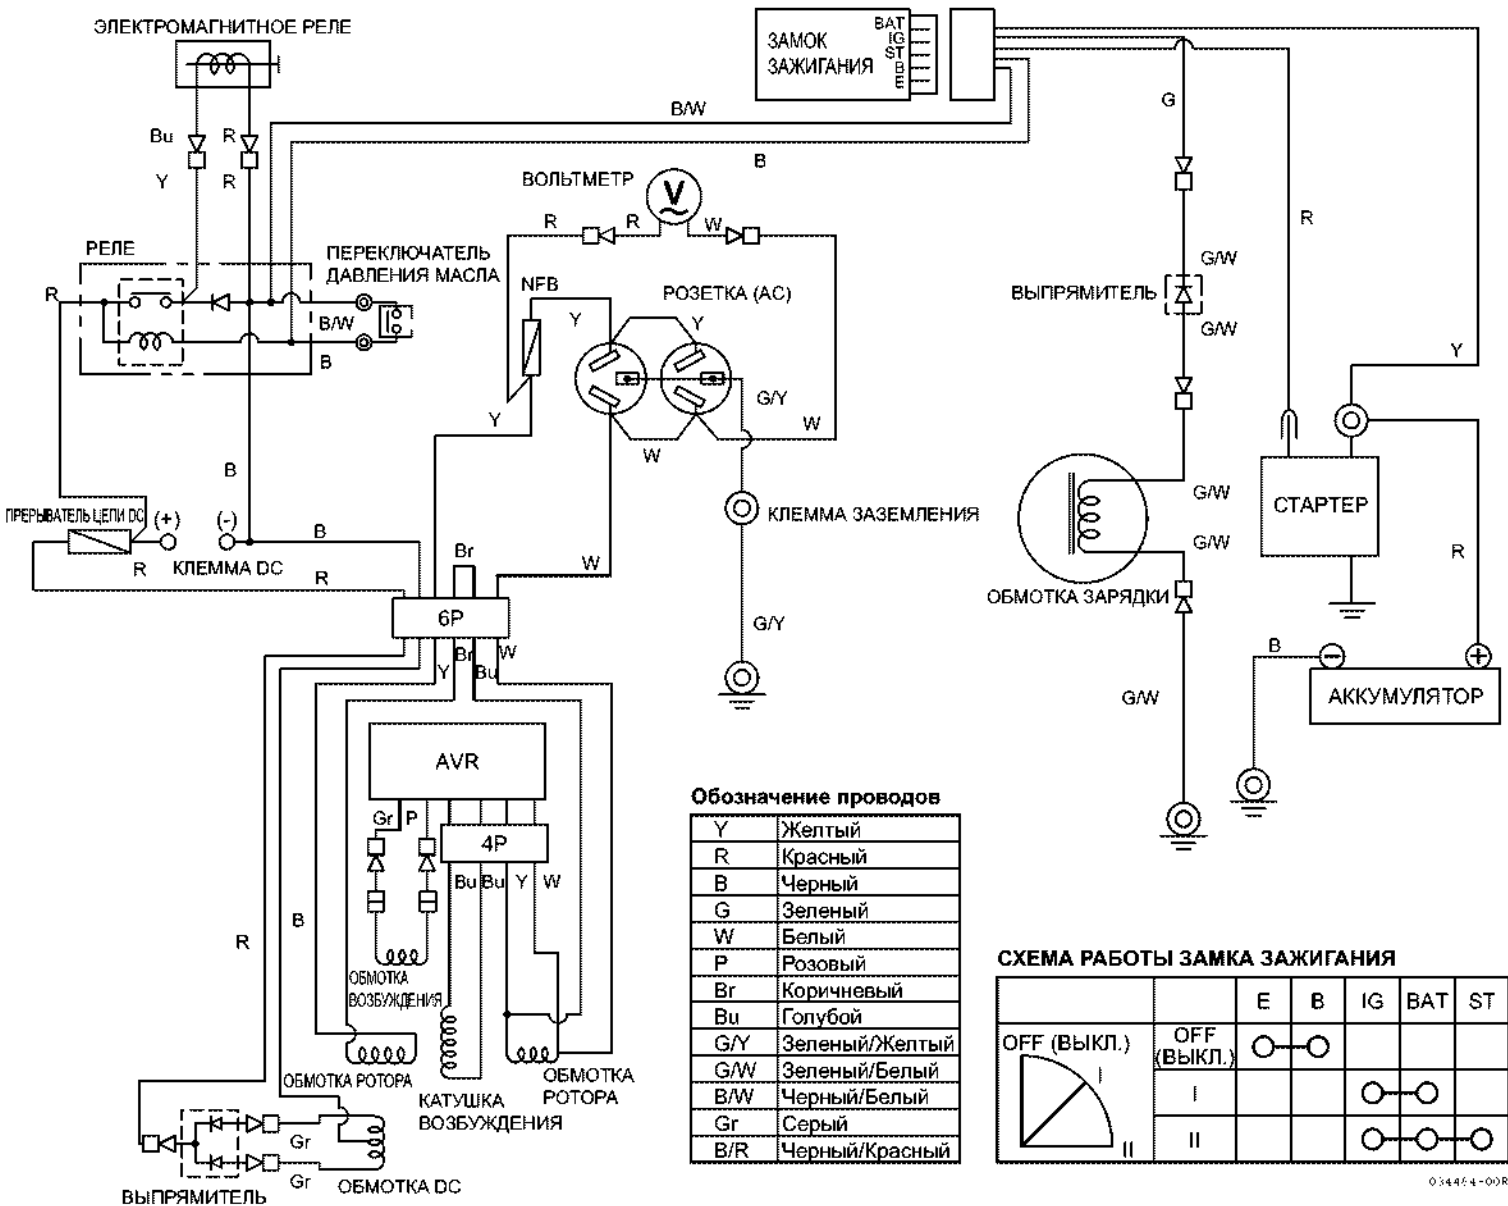 ЭЛЕКТРОМАГНИТНОЕ РЕЛЕ
ЗАМОК
ЗАЖИГАНИЯ
BAT
IG
ST
B
E
B/W
G
Bu
R
B
Y
R
ВОЛЬТМЕТР
V
R
R
W
R
РЕЛЕ
ПЕРЕКЛЮЧАТЕЛЬ
ДАВЛЕНИЯ МАСЛА
G/W
R
NFB
РОЗЕТКА (AC)
ВЫПРЯМИТЕЛЬ
B/W
Y
Y
G/W
B
Y
G/Y
Y
W
W
B
G/W
СТАРТЕР
ПРЕРЫВАТЕЛЬ ЦЕПИ DC
(+)
(-)
КЛЕММА ЗАЗЕМЛЕНИЯ
B
G/W
R
КЛЕММА DC
Br
W
R
R
ОБМОТКА ЗАРЯДКИ
6P
G/Y
B
Y
Br
Bu
W
G/W
АККУМУЛЯТОР
AVR
Gr
P
4P
Bu
Bu
Y
W
R
B
ОБМОТКА
ВОЗБУЖДЕНИЯ
ОБМОТКА РОТОРА
КАТУШКА
ВОЗБУЖДЕНИЯ
ОБМОТКА
РОТОРА
Gr
Gr
ОБМОТКА DC
ВЫПРЯМИТЕЛЬ
Обозначение проводов
Y Желтый
R Красный
B Черный
G Зеленый
W Белый
P Розовый
Br Коричневый
Bu Голубой
G/Y Зеленый/Желтый
G/W Зеленый/Белый
B/W Черный/Белый
Gr Серый
B/R Черный/Красный
СХЕМА РАБОТЫ ЗАМКА ЗАЖИГАНИЯ
E B IG BAT ST
OFF (ВЫКЛ.)
I
II
OFF
(ВЫКЛ.)
I
II
034464-00R